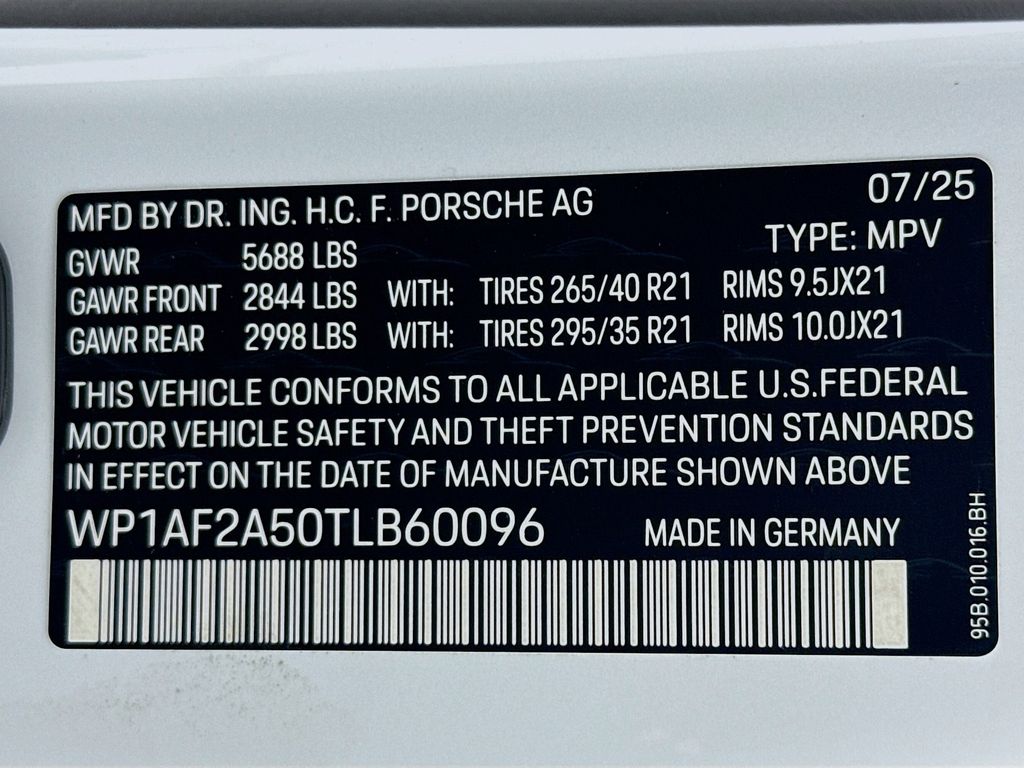 MFD BY DR. ING. H.C. F. PORSCHE AG 07/25
TYPE: MPV
GVWR 5688 LBS
GAWR FRONT 2844 LBS WITH: TIRES 265/40 R21 RIMS 9.5JX21
GAWR REAR 2998 LBS WITH: TIRES 295/35 R21 RIMS 10.0JX21
THIS VEHICLE CONFORMS TO ALL APPLICABLE U.S.FEDERAL
MOTOR VEHICLE SAFETY AND THEFT PREVENTION STANDARDS
IN EFFECT ON THE DATE OF MANUFACTURE SHOWN ABOVE
WP1AF2A50TLB60096 MADE IN GERMANY
95B.010.016.BH